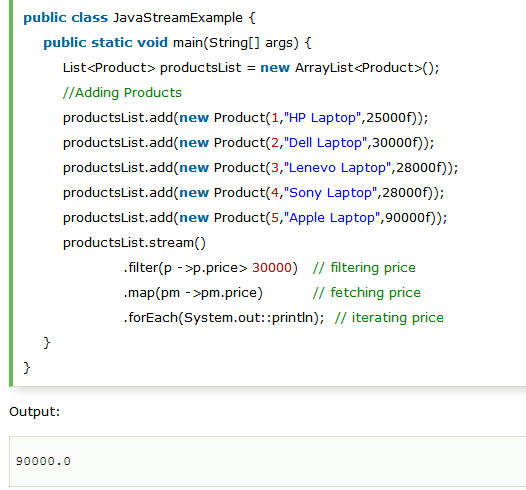 public class JavaStreamExample {
public static void main(String[] args) {
List<Product> productsList = new ArrayList<Product>();
//Adding Products
productsList.add(new Product(1,"HP Laptop",25000f));
productsList.add(new Product(2,"Dell Laptop",30000f));
productsList.add(new Product(3,"Lenevo Laptop",28000f));
productsList.add(new Product(4,"Sony Laptop",28000f));
productsList.add(new Product(5,"Apple Laptop",90000f));
productsList.stream()
.filter(p ->p.price> 30000)  // filtering price
.map(pm ->pm.price)  // fetching price
.forEach(System.out::println);  // iterating price
}
}
Output:
90000.0